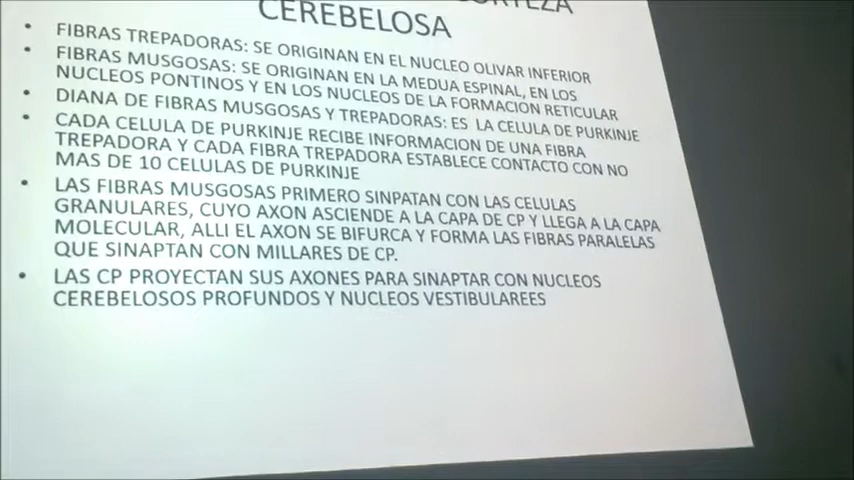 CORTEZA
CEREBELOSA
• FIBRAS TREPADORAS: SE ORIGINAN EN EL NUCLEO OLIVAR INFERIOR
• FIBRAS MUSGOSAS: SE ORIGINAN EN LA MEDUA ESPINAL, EN LOS
NUCLEOS PONTINOS Y EN LOS NUCLEOS DE LA FORMACION RETICULAR
• DIANA DE FIBRAS MUSGOSAS Y TREPADORAS: ES LA CELULA DE PURKINJE
• CADA CELULA DE PURKINJE RECIBE INFORMACION DE UNA FIBRA
TREPADORA Y CADA FIBRA TREPADORA ESTABLECE CONTACTO CON NO
MAS DE 10 CELULAS DE PURKINJE
• LAS FIBRAS MUSGOSAS PRIMERO SINPATAN CON LAS CELULAS
GRANULARES, CUYO AXON ASCIENDE A LA CAPA DE CP Y LLEGA A LA CAPA
MOLECULAR, ALLI EL AXON SE BIFURCA Y FORMA LAS FIBRAS PARALELAS
QUE SINAPTAN CON MILLARES DE CP.
• LAS CP PROYECTAN SUS AXONES PARA SINAPTAR CON NUCLEOS
CEREBELOSOS PROFUNDOS Y NUCLEOS VESTIBULAREES